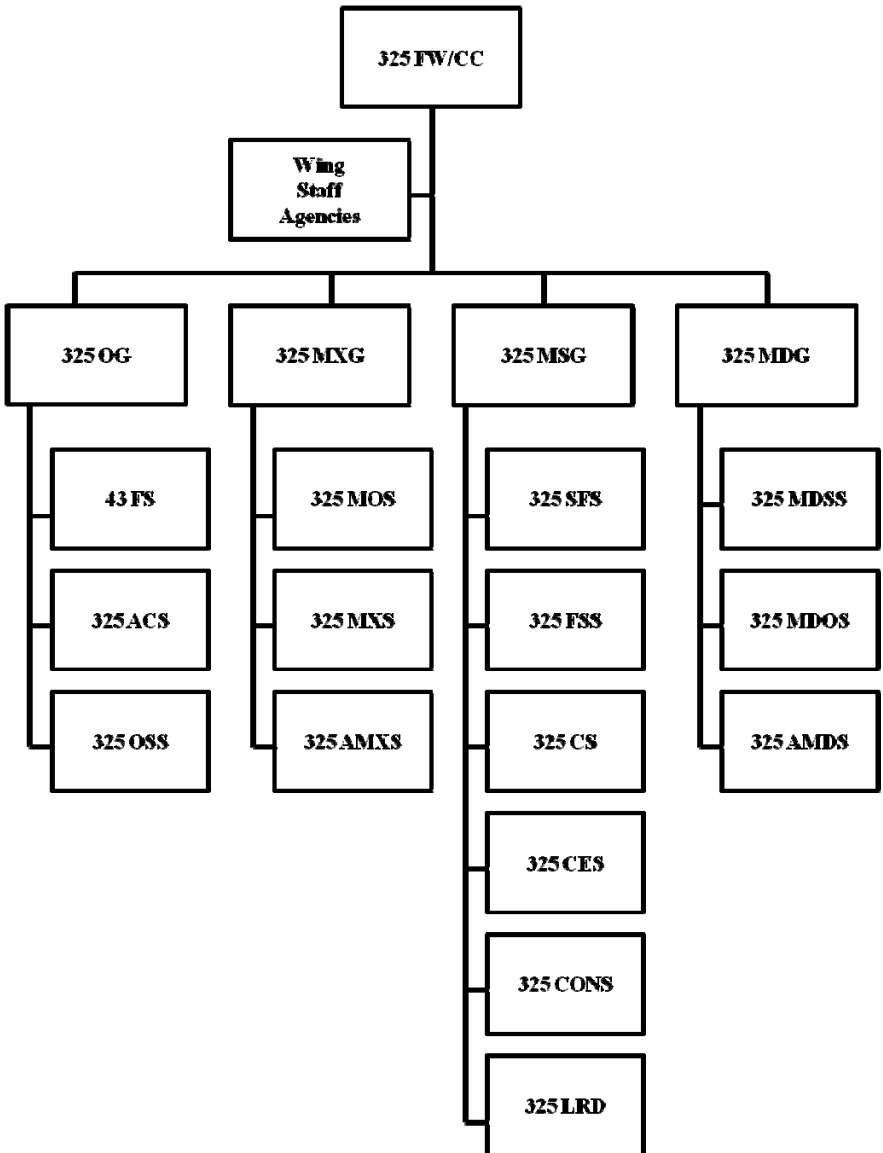 325 FW/CC
Wing
Staff
Agencies
325 OG
325 MXG
325 MSG
325 MDG
43 FS
325 MOS
325 SFS
325 MDSS
325 ACS
325 MXS
325 FSS
325 MDOS
325 OSS
325 AMXS
325 CS
325 AMDS
325 CES
325 CONS
325 LRD